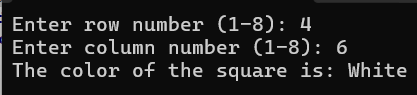 Enter row number (1-8): 4
Enter column number (1-8): 6
The color of the square is: White